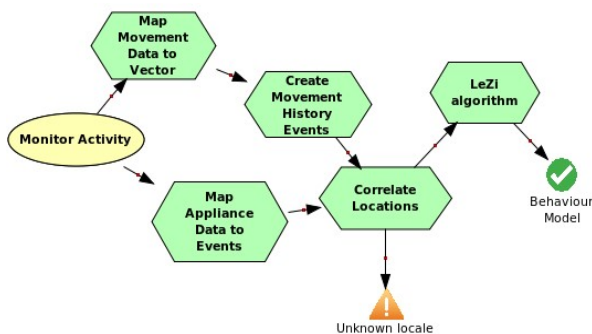 Map
Movement
Data to
Vector
Create
Movement
History
Events
LeZi
algorithm
Monitor Activity
Map
Appliance
Data to
Events
Correlate
Locations
Behaviour
Model
Unknown locale